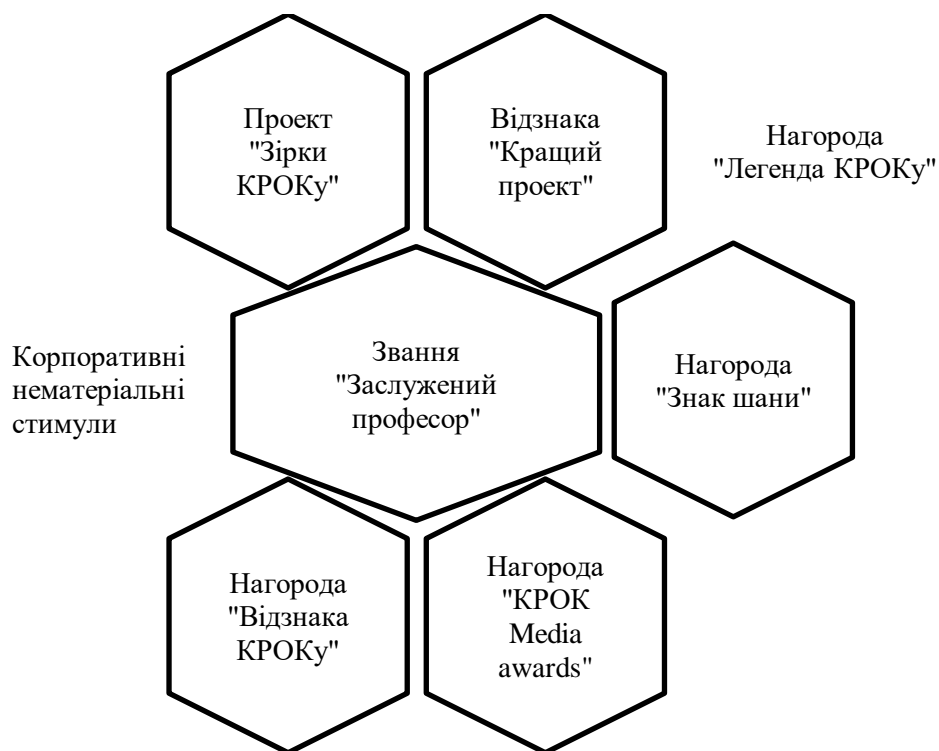 Проект
"Зірки
КРОКу"
Відзнака
"Кращий
проект"
Нагорода
"Легенда КРОКу"
Корпоративні
нематеріальні
стимули
Звання
"Заслужений
професор"
Нагорода
"Знак шани"
Нагорода
"Відзнака
КРОКу"
Нагорода
"КРОК
Media
awards"